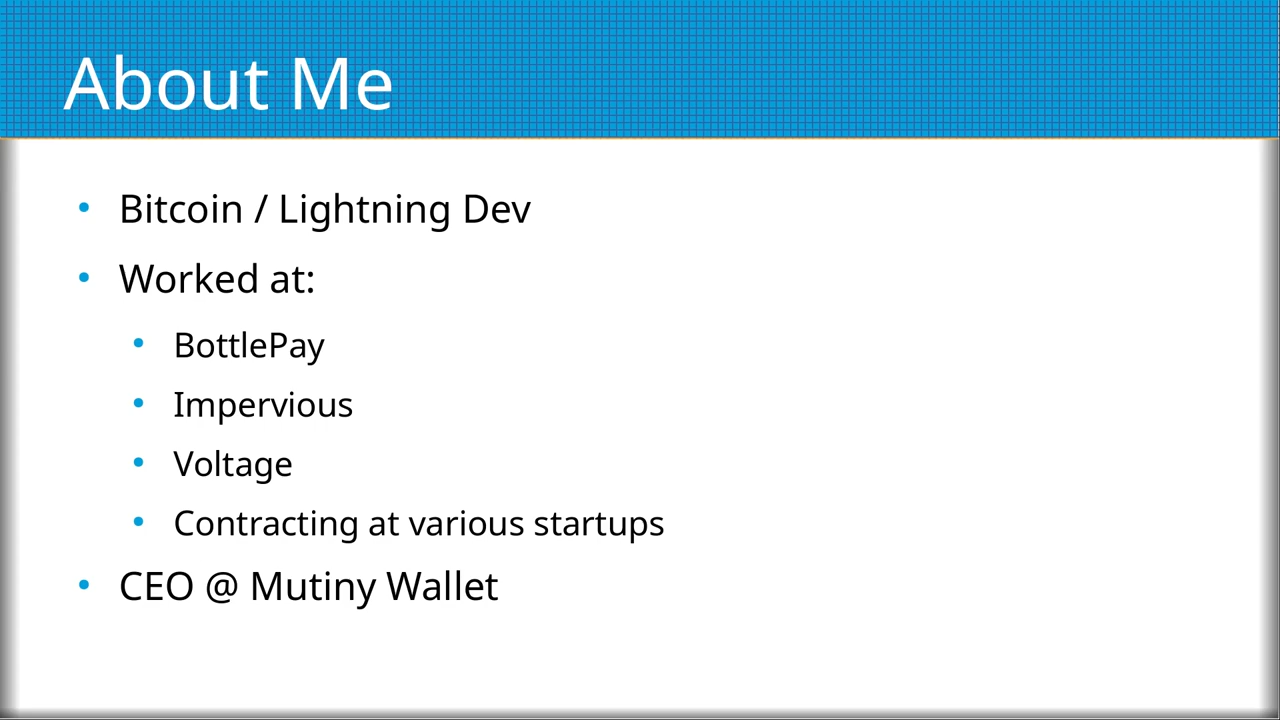 About Me
Bitcoin / Lightning Dev
Worked at:
BottlePay
Impervious
Voltage
Contracting at various startups
CEO @ Mutiny Wallet